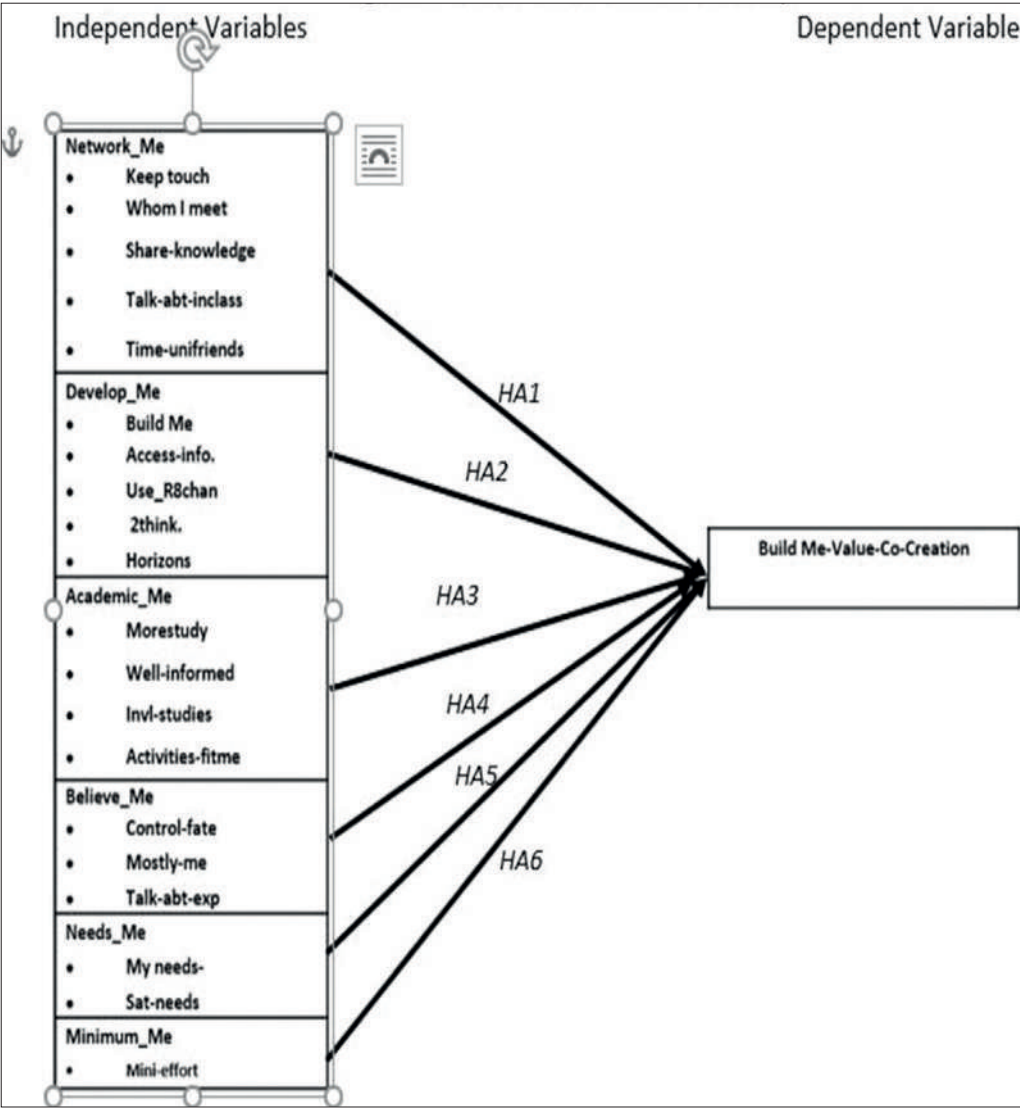 Independent Variables
Dependent Variable
Network_Me
• Keep touch
• Whom I meet
• Share-knowledge
• Talk-abt-inclass
• Time-unifriends
Develop_Me
• Build Me
• Access-info.
• Use_R8chan
• 2think.
• Horizons
Academic_Me
• Morestudy
• Well-informed
• Invl-studies
• Activities-fitme
Believe_Me
• Control-fate
• Mostly-me
• Talk-abt-exp
Needs_Me
• My needs-
• Sat-needs
Minimum_Me
• Mini-effort
HA1
HA2
HA3
HA4
HA5
HA6
Build Me-Value-Co-Creation